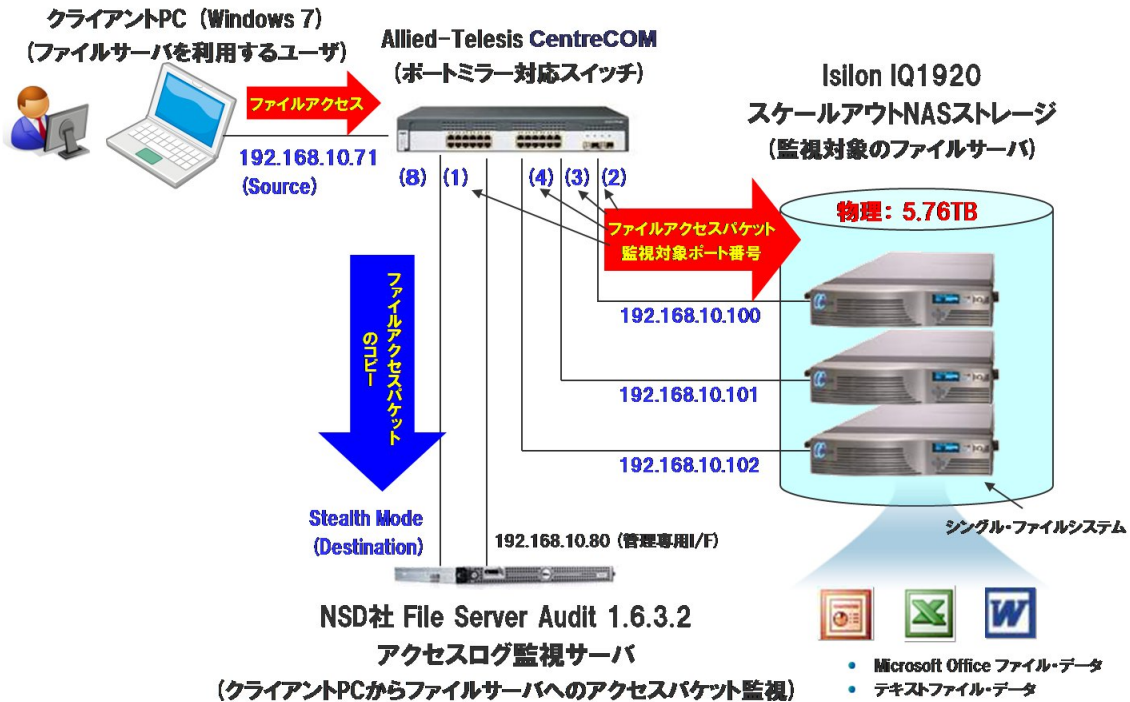 クライアントPC (Windows 7)
(ファイルサーバを利用するユーザ)
Allied-Telesis CentreCOM
(ポートミラー対応スイッチ)
Isilon IQ1920
スケールアウトNASストレージ
(監視対象のファイルサーバ)
ファイルアクセス
192.168.10.71
(Source)
(8) (1) (4) (3) (2)
物理: 5.76TB
ファイルアクセスパケット
監視対象ポート番号
ファイルアクセスパケット
のコピー
192.168.10.100
192.168.10.101
192.168.10.102
Stealth Mode
(Destination)
192.168.10.80 (管理専用I/F)
シングル・ファイルシステム
NSD社 File Server Audit 1.6.3.2
アクセスログ監視サーバ
(クライアントPCからファイルサーバへのアクセスパケット監視)
• Microsoft Office ファイル・データ
• テキストファイル・データ